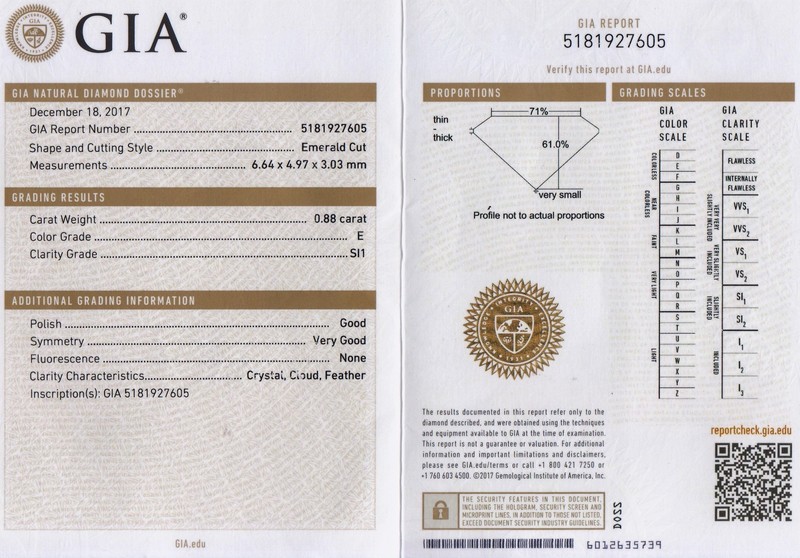 GIA®
GIA NATURAL DIAMOND DOSSIER®
December 18, 2017
GIA Report Number 5181927605
Shape and Cutting Style Emerald Cut
Measurements 6.64 x 4.97 x 3.03 mm
GRADING RESULTS
Carat Weight 0.88 carat
Color Grade E
Clarity Grade SI1
ADDITIONAL GRADING INFORMATION
Polish Good
Symmetry Very Good
Fluorescence None
Clarity Characteristics Crystal, Cloud, Feather
Inscription(s): GIA 5181927605
GIA.edu
GIA REPORT
5181927605
Verify this report at GIA.edu
PROPORTIONS
71%
thin
-
thick
61.0%
very small
Profile not to actual proportions
GIA
The results documented in this report refer only to the
diamond described, and were obtained using the techniques
and equipment available to GIA at the time of examination.
This report is not a guarantee or valuation. For additional
information and important limitations and disclaimers,
please see GIA.edu/terms or call +1 800 421 7250 or
+1 760 603 4500. ©2017 Gemological Institute of America, Inc.
THE SECURITY FEATURES IN THIS DOCUMENT,
INCLUDING THE HOLOGRAM, SECURITY SCREEN AND
MICROPRINT LINES, IN ADDITION TO THOSE NOT LISTED,
EXCEED DOCUMENT SECURITY INDUSTRY GUIDELINES.
6012635739
GRADING SCALES
GIA
COLOR
SCALE
COLORLESS
D
E
F
NEAR COLORLESS
G
H
I
J
FAINT
K
L
M
VERY LIGHT
N
O
P
Q
R
LIGHT
S
T
U
V
W
X
Y
Z
GIA
CLARITY
SCALE
FLAWLESS
INTERNALLY
FLAWLESS
VERY VERY
SLIGHTLY INCLUDED
VVS1
VVS2
VERY SLIGHTLY
INCLUDED
VS1
VS2
SLIGHTLY
INCLUDED
SI1
SI2
INCLUDED
I1
I2
I3
reportcheck.gia.edu